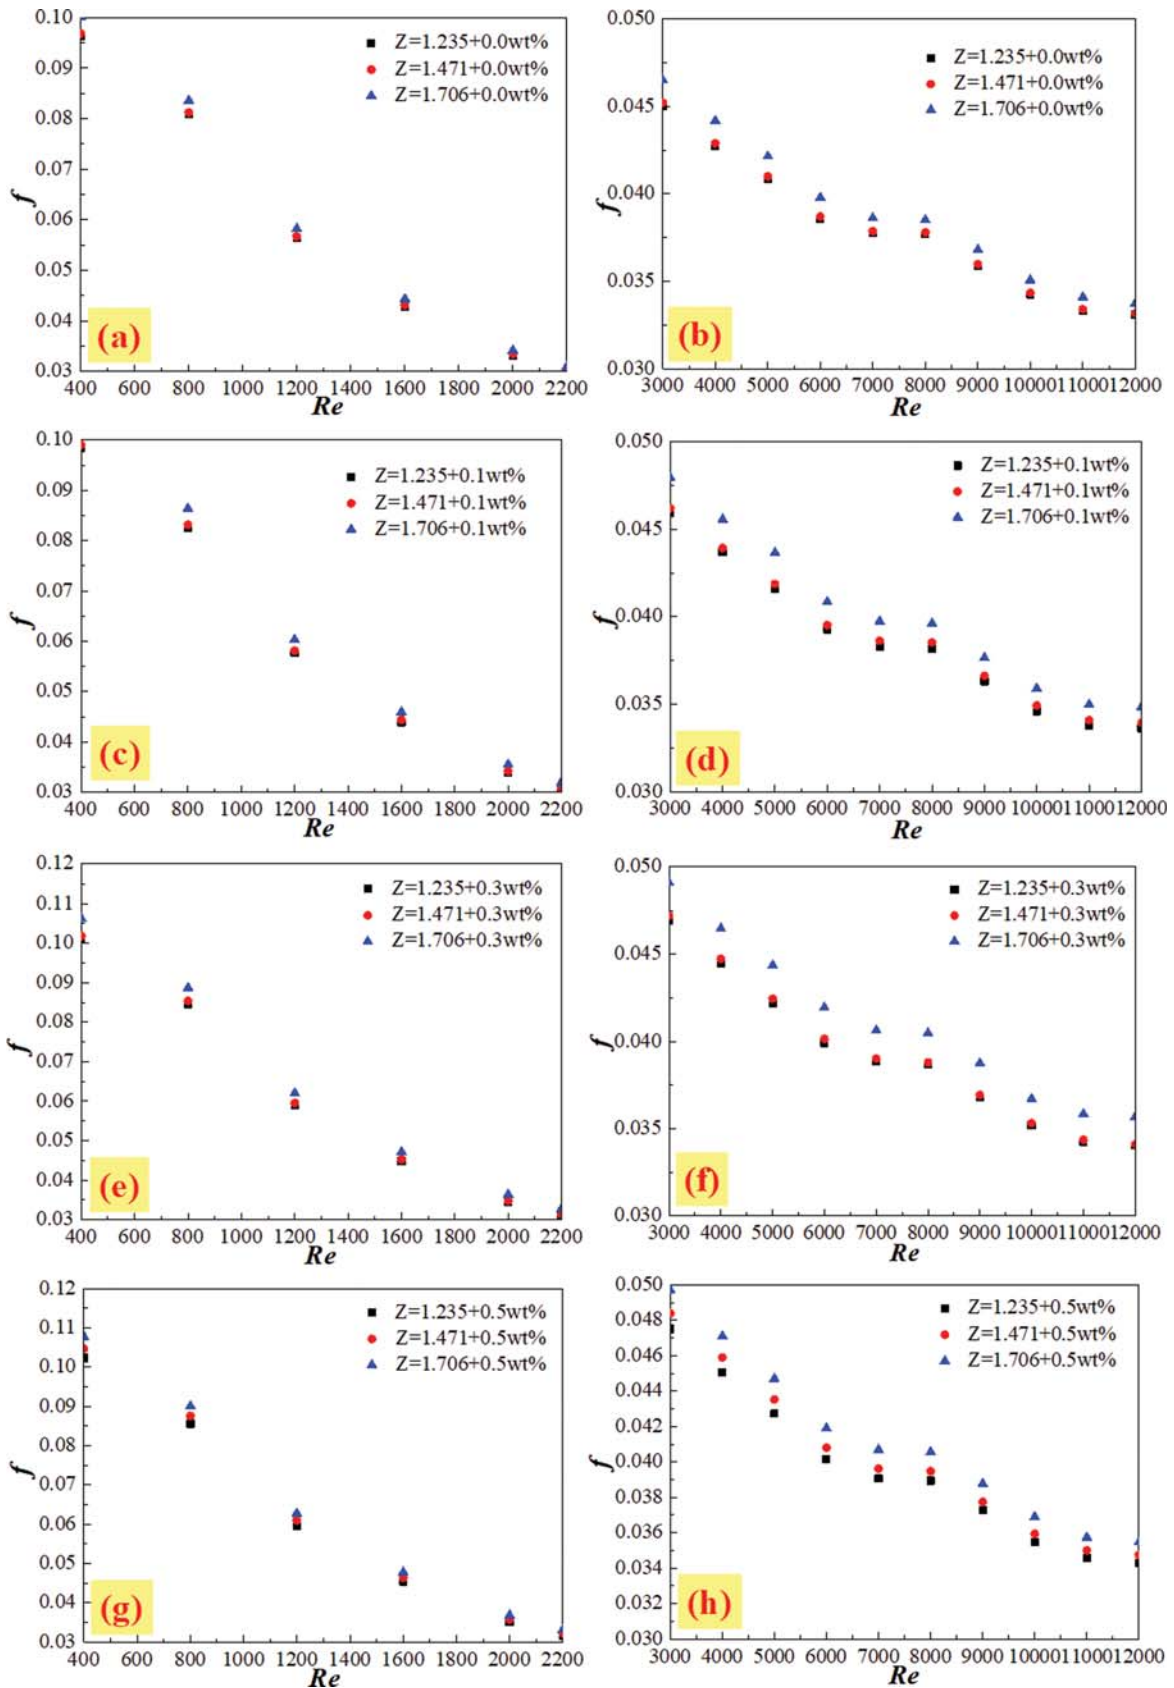 0.10
0.09
0.08
0.07
0.06
0.05
0.04
0.03
f
Z=1.235+0.0wt%
Z=1.471+0.0wt%
Z=1.706+0.0wt%
(a)
400 600 800 1000 1200 1400 1600 1800 2000 2200
Re
0.050
0.045
0.040
0.035
0.030
f
Z=1.235+0.0wt%
Z=1.471+0.0wt%
Z=1.706+0.0wt%
(b)
3000 4000 5000 6000 7000 8000 9000 10000 11000 12000
Re
0.10
0.09
0.08
0.07
0.06
0.05
0.04
0.03
f
Z=1.235+0.1wt%
Z=1.471+0.1wt%
Z=1.706+0.1wt%
(c)
400 600 800 1000 1200 1400 1600 1800 2000 2200
Re
0.050
0.045
0.040
0.035
0.030
f
Z=1.235+0.1wt%
Z=1.471+0.1wt%
Z=1.706+0.1wt%
(d)
3000 4000 5000 6000 7000 8000 9000 10000 11000 12000
Re
0.12
0.11
0.10
0.09
0.08
0.07
0.06
0.05
0.04
0.03
f
Z=1.235+0.3wt%
Z=1.471+0.3wt%
Z=1.706+0.3wt%
(e)
400 600 800 1000 1200 1400 1600 1800 2000 2200
Re
0.050
0.045
0.040
0.035
0.030
f
Z=1.235+0.3wt%
Z=1.471+0.3wt%
Z=1.706+0.3wt%
(f)
3000 4000 5000 6000 7000 8000 9000 10000 11000 12000
Re
0.12
0.11
0.10
0.09
0.08
0.07
0.06
0.05
0.04
0.03
f
Z=1.235+0.5wt%
Z=1.471+0.5wt%
Z=1.706+0.5wt%
(g)
400 600 800 1000 1200 1400 1600 1800 2000 2200
Re
0.050
0.048
0.046
0.044
0.042
0.040
0.038
0.036
0.034
0.032
0.030
f
Z=1.235+0.5wt%
Z=1.471+0.5wt%
Z=1.706+0.5wt%
(h)
3000 4000 5000 6000 7000 8000 9000 10000 11000 12000
Re